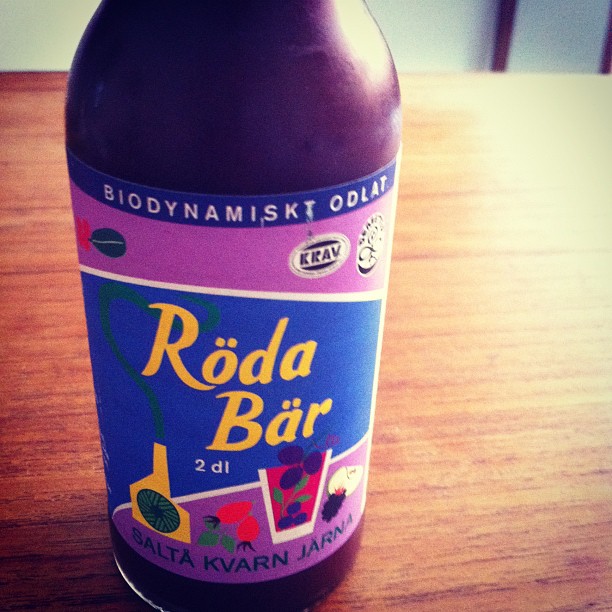 BIODYNAMISKT ODLAT
KRAV
Röda
Bär
2 dl
SALTÅ KVARN JÄRNA